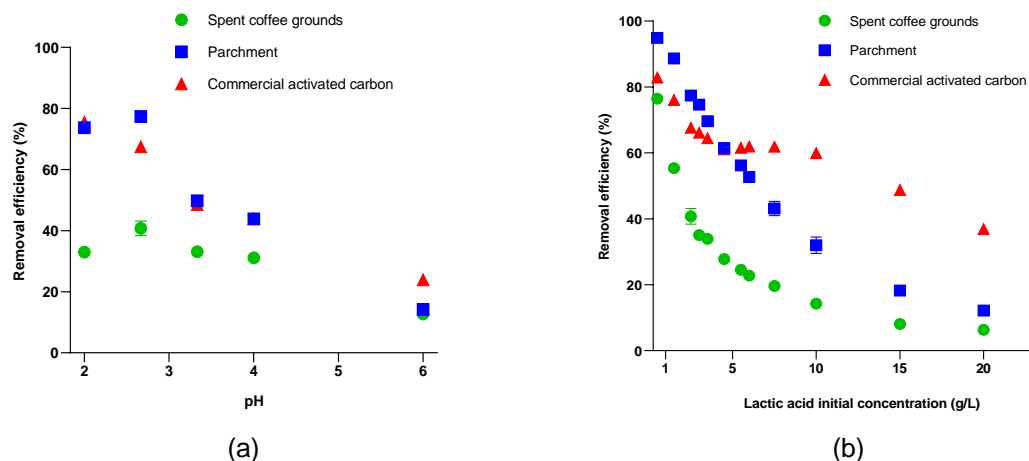 Spent coffee grounds
Parchment
Commercial activated carbon
Removal efficiency (%)
100
80
60
40
20
0
2 3 4 5 6
pH
(a)
Spent coffee grounds
Parchment
Commercial activated carbon
Removal efficiency (%)
100
80
60
40
20
0
1 5 10 15 20
Lactic acid initial concentration (g/L)
(b)